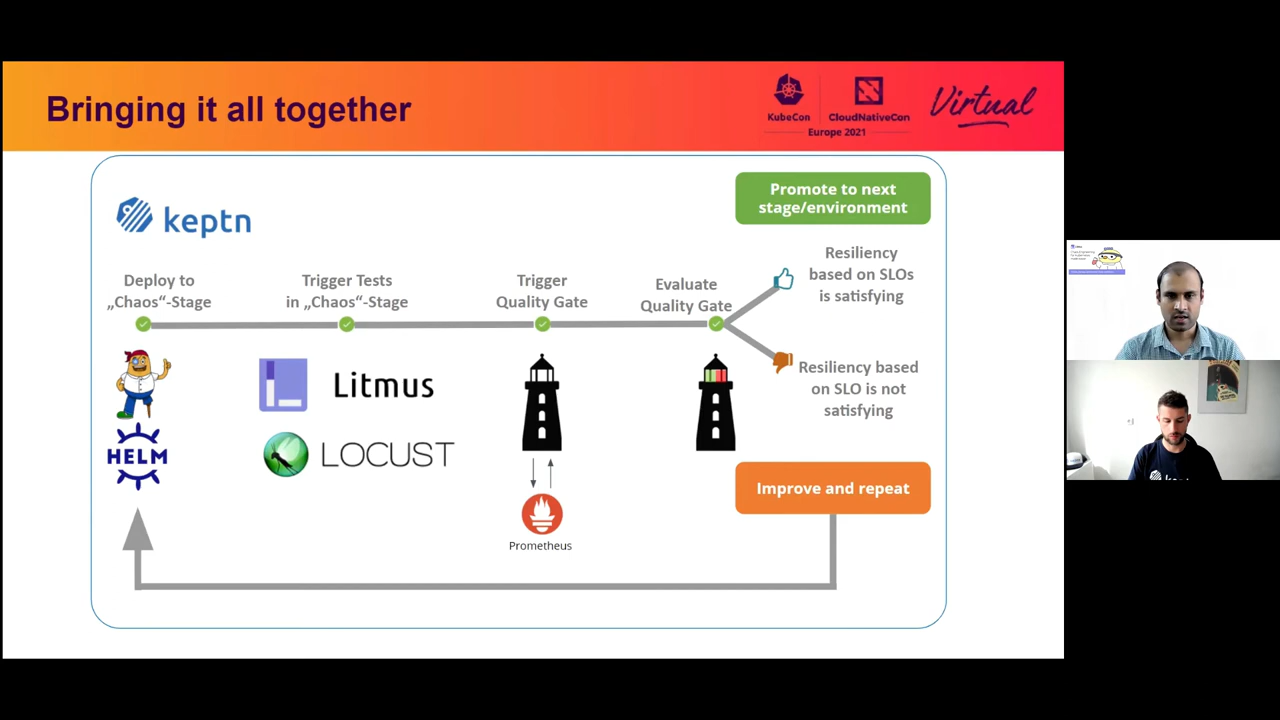 Bringing it all together
KubeCon
CloudNativeCon
Europe 2021
Virtual
keptn
Promote to next
stage/environment
Deploy to
„Chaos“-Stage
Trigger Tests
in „Chaos“-Stage
Trigger
Quality Gate
Evaluate
Quality Gate
Resiliency
based on SLOs
is satisfying
Resiliency based
on SLO is not
satisfying
HELM
Litmus
LOCUST
Prometheus
Improve and repeat
keptn